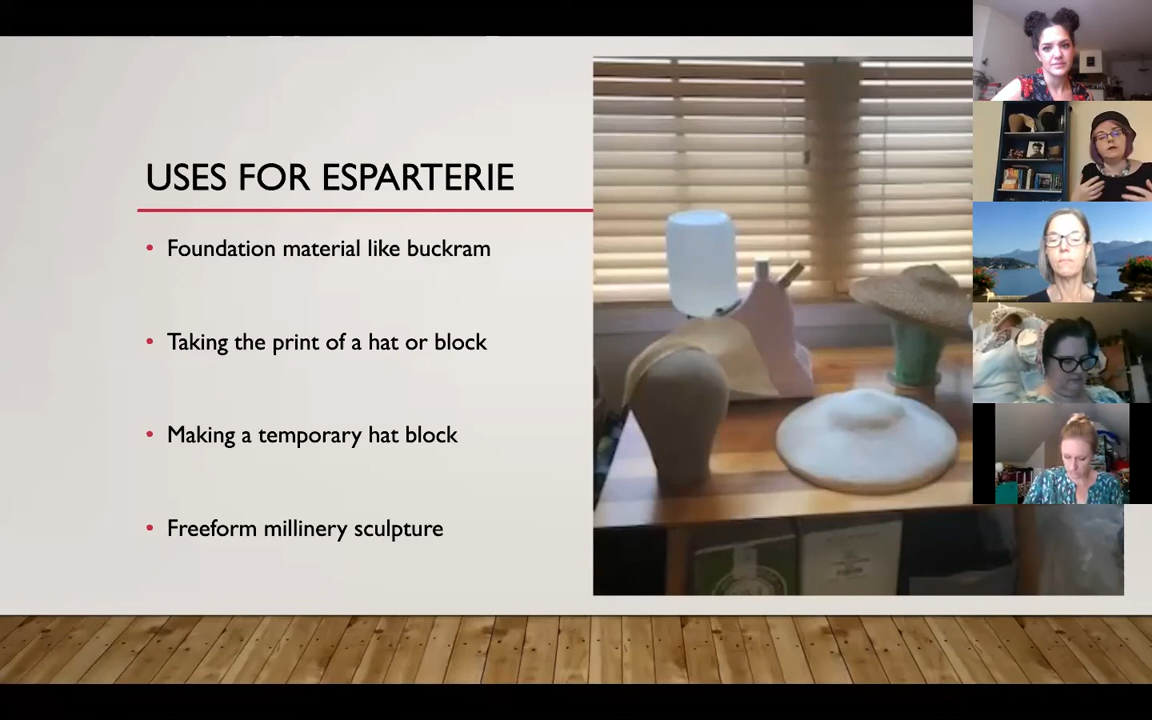 USES FOR ESPARTERIE
• Foundation material like buckram
• Taking the print of a hat or block
• Making a temporary hat block
• Freeform millinery sculpture